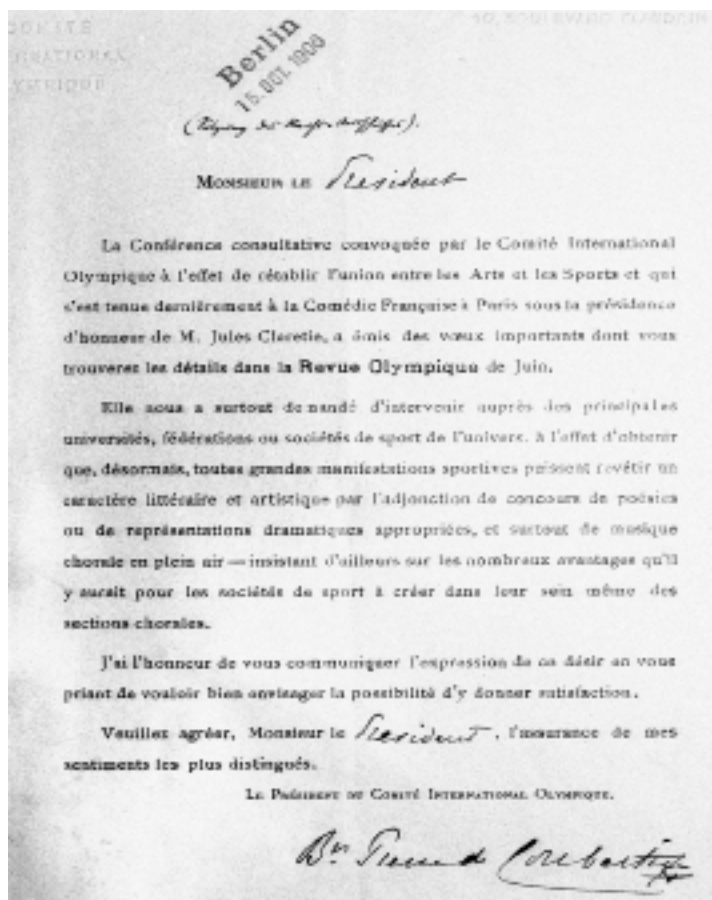 Berlin
15. OCT. 1906
MONSIEUR LE President
La Conférence consultative convoquée par le Comité International
Olympique à l'effet de rétablir l'union entre les Arts et les Sports et qui
s'est tenue dernièrement à la Comédie Française à Paris sous la présidence
d'honneur de M. Jules Claretie, a émis des vœux importants dont vous
trouverez les détails dans la Revue Olympique de Juin.
Elle nous a surtout demandé d'intervenir auprès des principales
universités, fédérations ou sociétés de sport de l'univers. à l'effet d'obtenir
que, désormais, toutes grandes manifestations sportives puissent revêtir un
caractère littéraire et artistique par l'adjonction de concours de poésies
ou de représentations dramatiques appropriées, et surtout de musique
chorale en plein air — insistant d'ailleurs sur les nombreux avantages qu'il
y aurait pour les sociétés de sport à créer dans leur sein même des
sections chorales.
J'ai l'honneur de vous communiquer l'expression de ce désir en vous
priant de vouloir bien envisager la possibilité d'y donner satisfaction.
Veuillez agréer, Monsieur le President, l'assurance de mes
sentiments les plus distingués.
LE PRÉSIDENT DU COMITÉ INTERNATIONAL OLYMPIQUE.
Bon Pierre de Coubertin